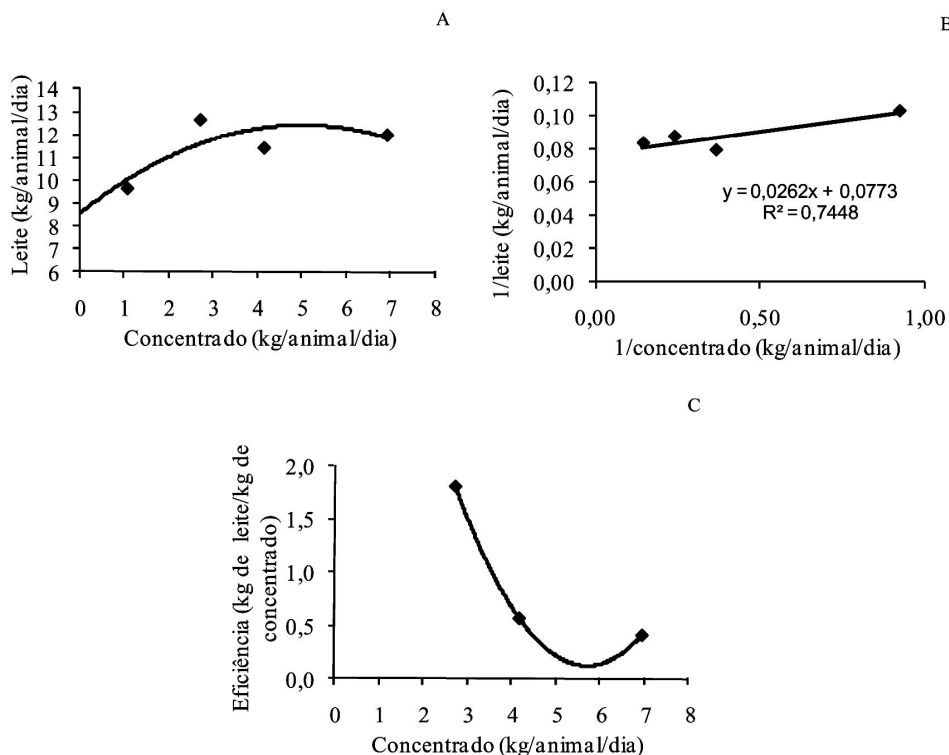 A
Leite (kg/animal/dia)
14
13
12
11
10
9
8
7
6
0 1 2 3 4 5 6 7 8
Concentrado (kg/animal/dia)
B
1/leite (kg/animal/dia)
0,12
0,10
0,08
0,06
0,04
0,02
0,00
y = 0,0262x + 0,0773
R² = 0,7448
0,00 0,50 1,00
1/concentrado (kg/animal/dia)
C
Eficiência (kg de leite/kg de
concentrado)
2,0
1,5
1,0
0,5
0,0
0 1 2 3 4 5 6 7 8
Concentrado (kg/animal/dia)